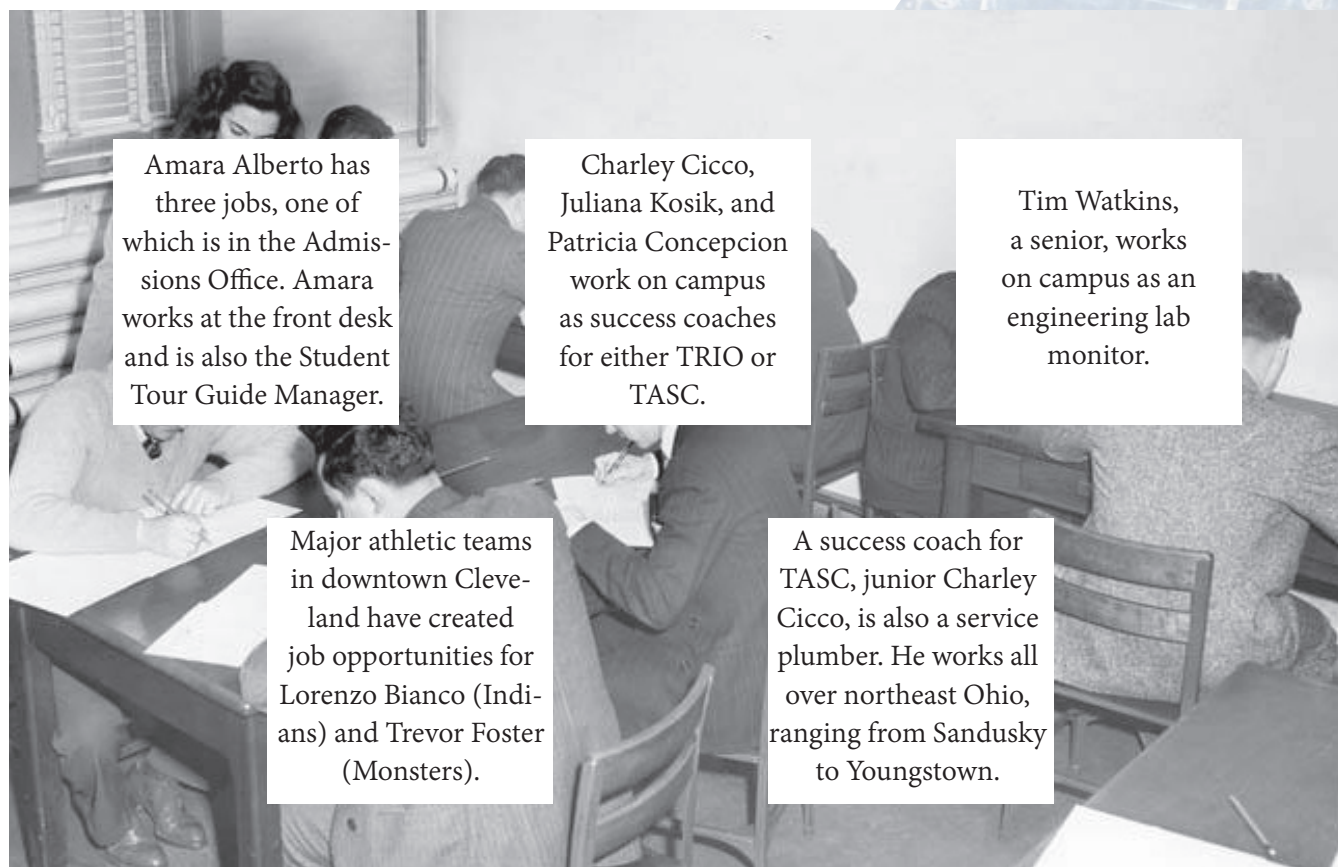 Amara Alberto has
three jobs, one of
which is in the Admis-
sions Office. Amara
works at the front desk
and is also the Student
Tour Guide Manager.
Charley Cicco,
Juliana Kosik, and
Patricia Concepcion
work on campus
as success coaches
for either TRIO or
TASC.
Tim Watkins,
a senior, works
on campus as an
engineering lab
monitor.
Major athletic teams
in downtown Cleve-
land have created
job opportunities for
Lorenzo Bianco (Indi-
ans) and Trevor Foster
(Monsters).
A success coach for
TASC, junior Charley
Cicco, is also a service
plumber. He works all
over northeast Ohio,
ranging from Sandusky
to Youngstown.